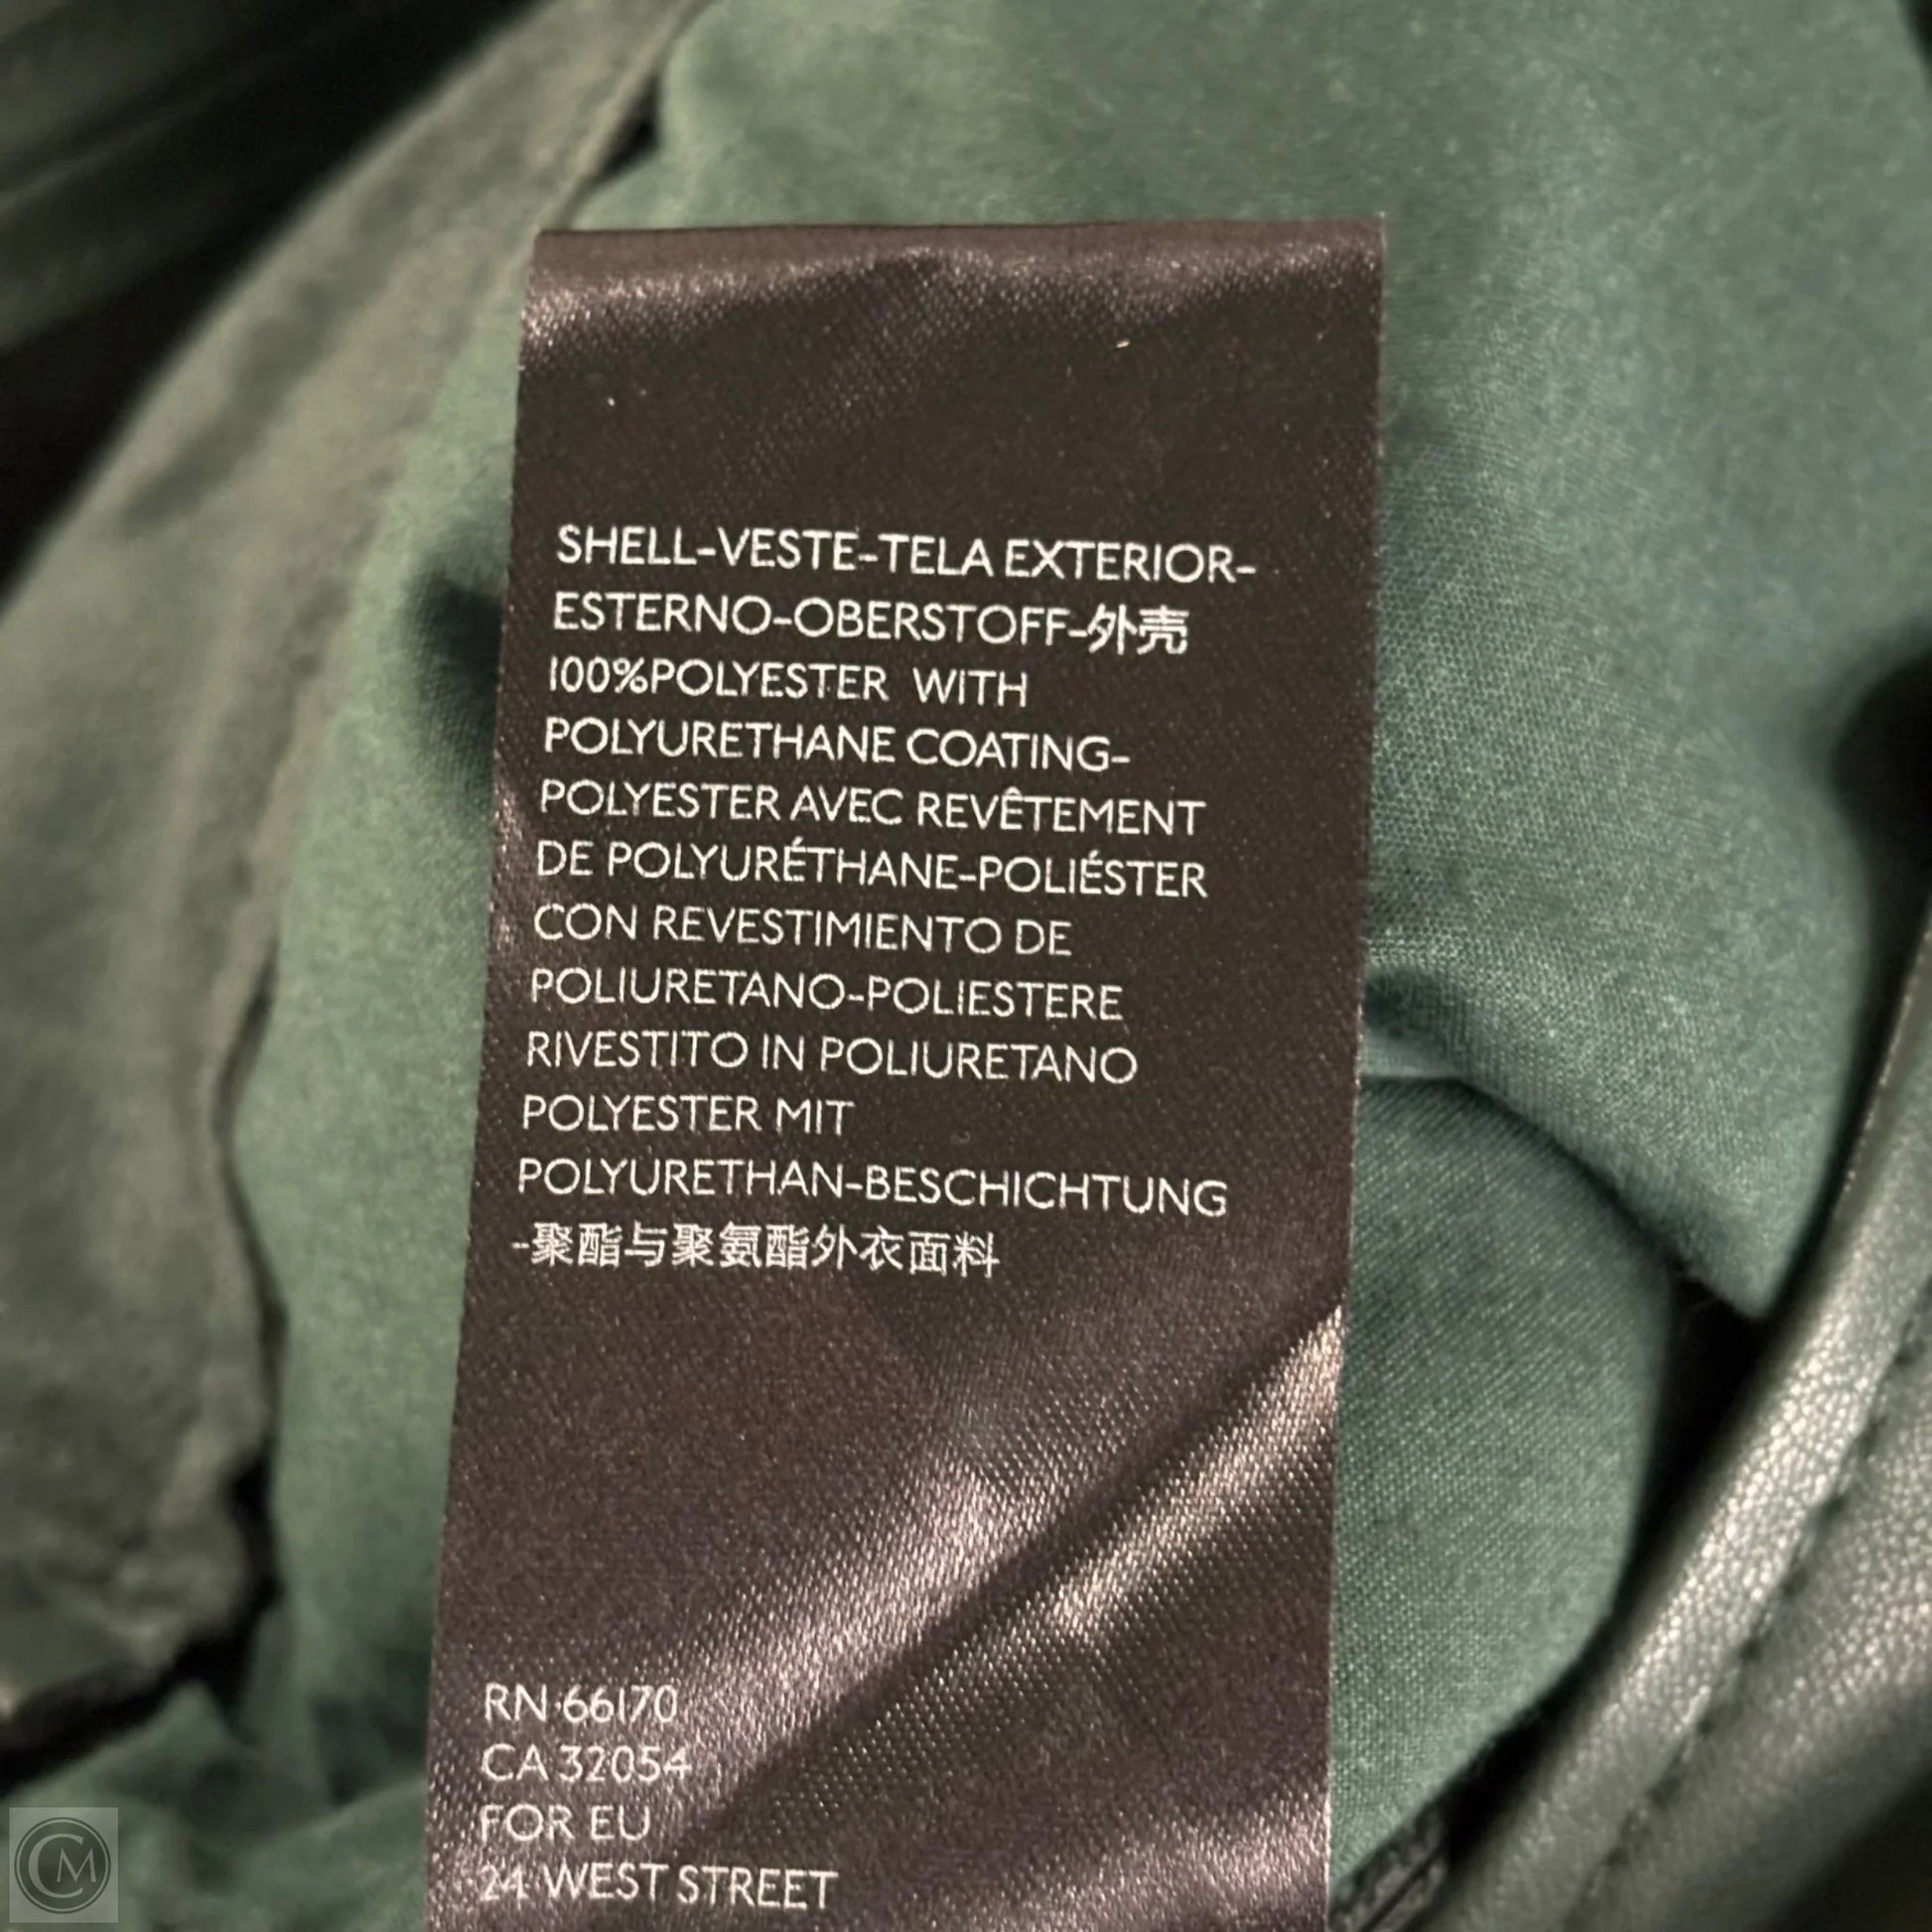 SHELL-VESTE-TELA EXTERIOR-
ESTERNO-OBERSTOFF-外壳
100%POLYESTER WITH
POLYURETHANE COATING-
POLYESTER AVEC REVÊTEMENT
DE POLYURÉTHANE-POLIÉSTER
CON REVESTIMIENTO DE
POLIURETANO-POLIESTERE
RIVESTITO IN POLIURETANO
POLYESTER MIT
POLYURETHAN-BESCHICHTUNG
-聚酯与聚氨酯外衣面料
RN 66170
CA 32054
FOR EU
24 WEST STREET
CM